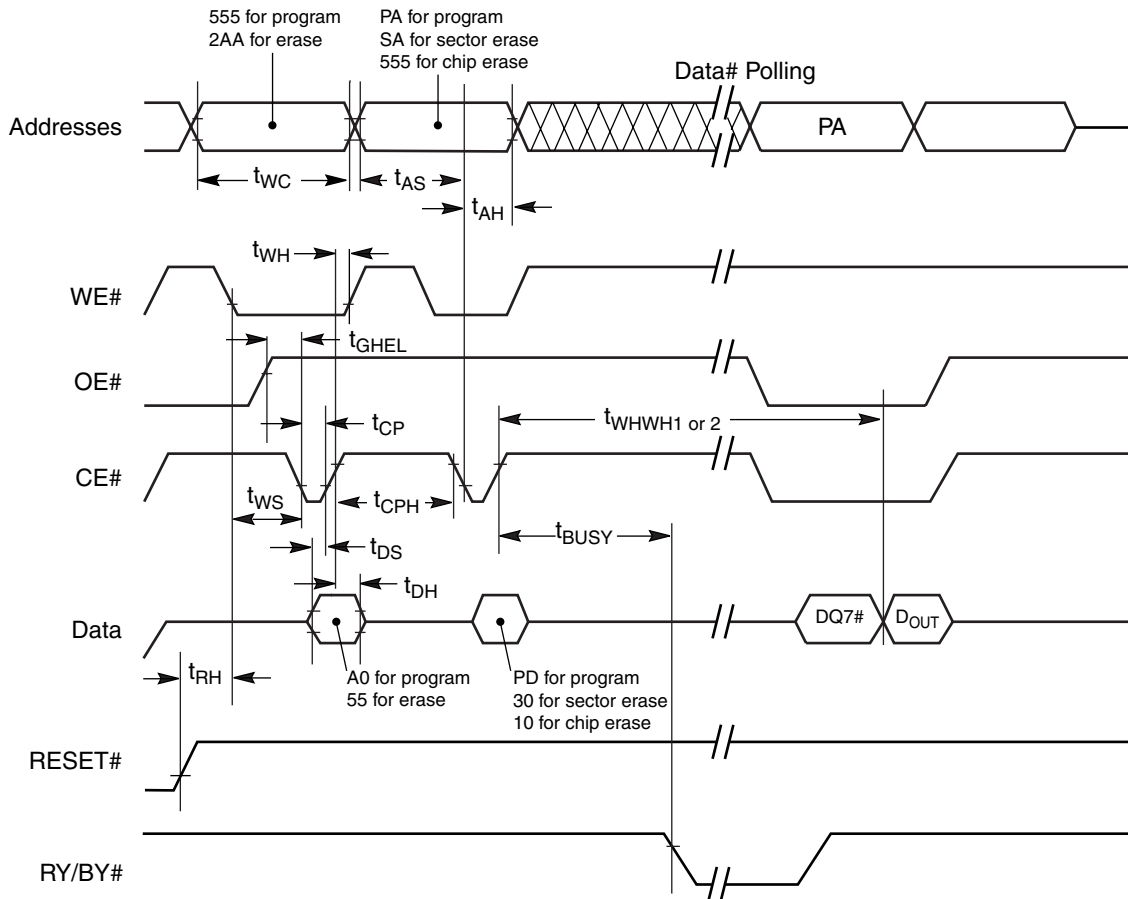 555 for program
2AA for erase
PA for program
SA for sector erase
555 for chip erase
Data# Polling
Addresses
PA
tWC
tAS
tAH
tWH
WE#
tGHEL
OE#
tWHWH1 or 2
tCP
CE#
tWS
tCPH
tBUSY
tDS
tDH
Data
DQ7#
DOUT
tRH
A0 for program
55 for erase
PD for program
30 for sector erase
10 for chip erase
RESET#
RY/BY#